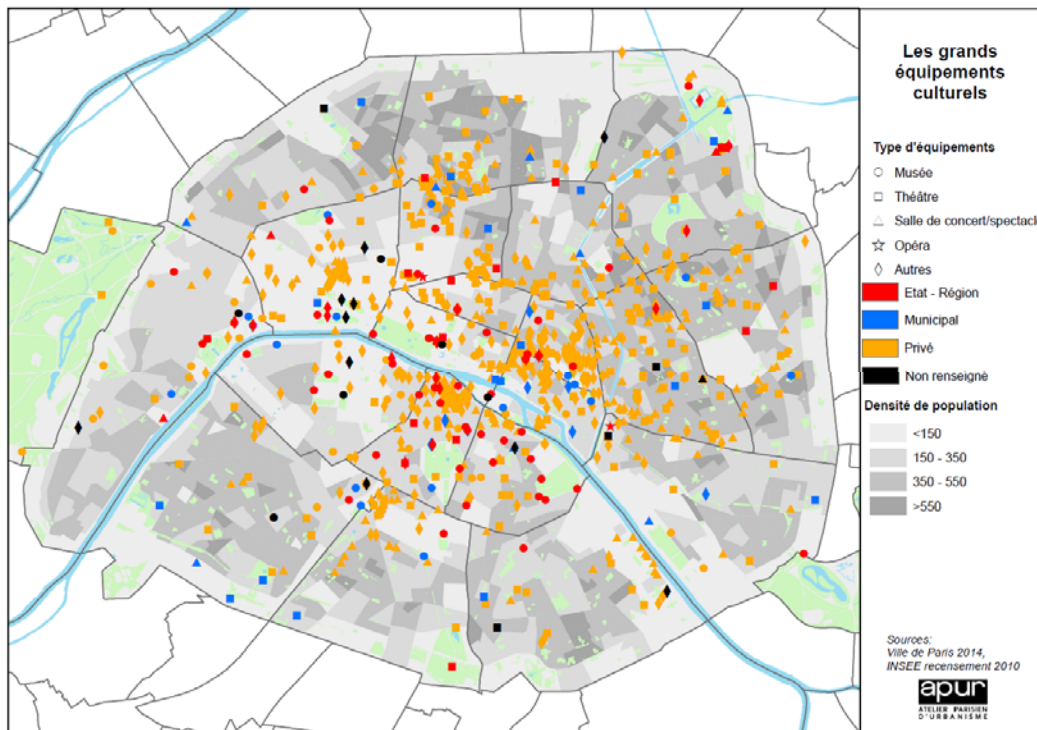 Les grands
équipements
culturels
Type d'équipements
Musée
Théâtre
Salle de concert/spectacle
Opéra
Autres
Etat - Région
Municipal
Privé
Non renseigné
Densité de population
<150
150 - 350
350 - 550
>550
Sources:
Ville de Paris 2014,
INSEE recensement 2010
apur
ATELIER PARISIEN
D'URBANISME